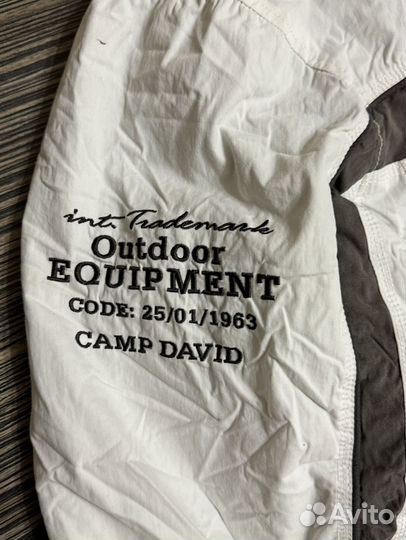 int. Trademark
Outdoor
EQUIPMENT
CODE: 25/01/1963
CAMP DAVID
Avito